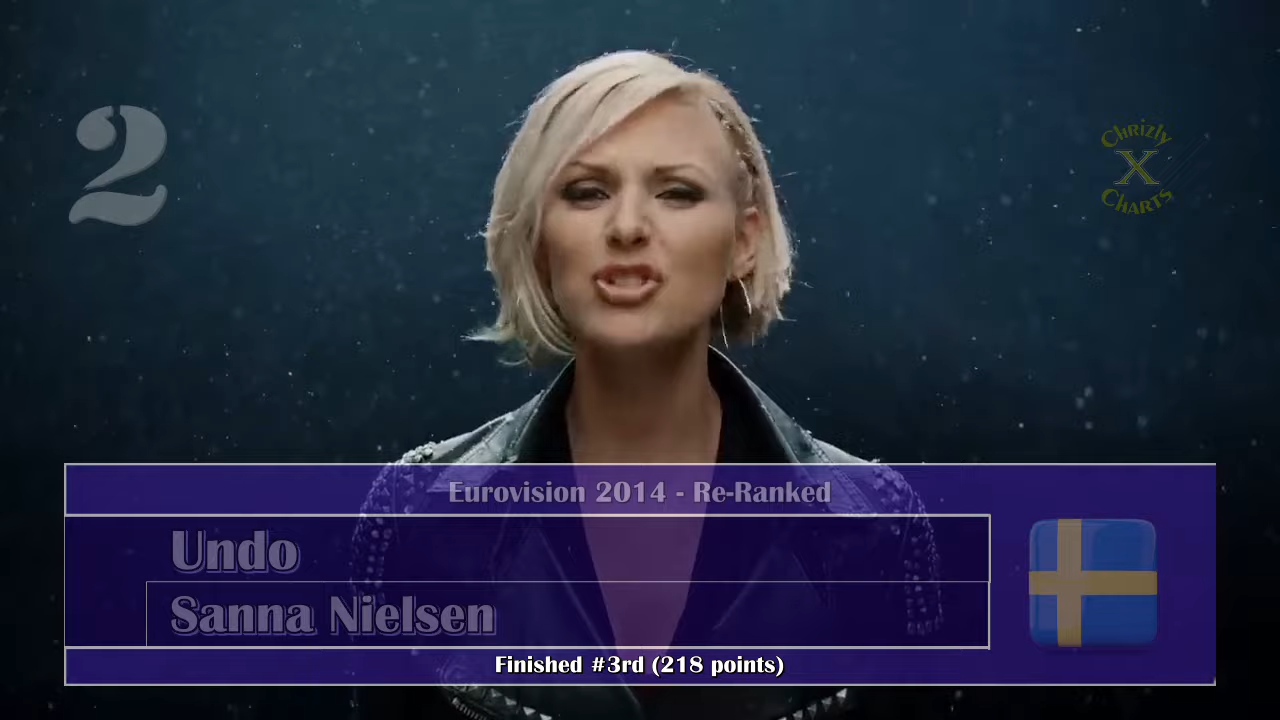 2
Chrizly
X
Charts
Eurovision 2014 - Re-Ranked
Undo
Sanna Nielsen
Finished #3rd (218 points)